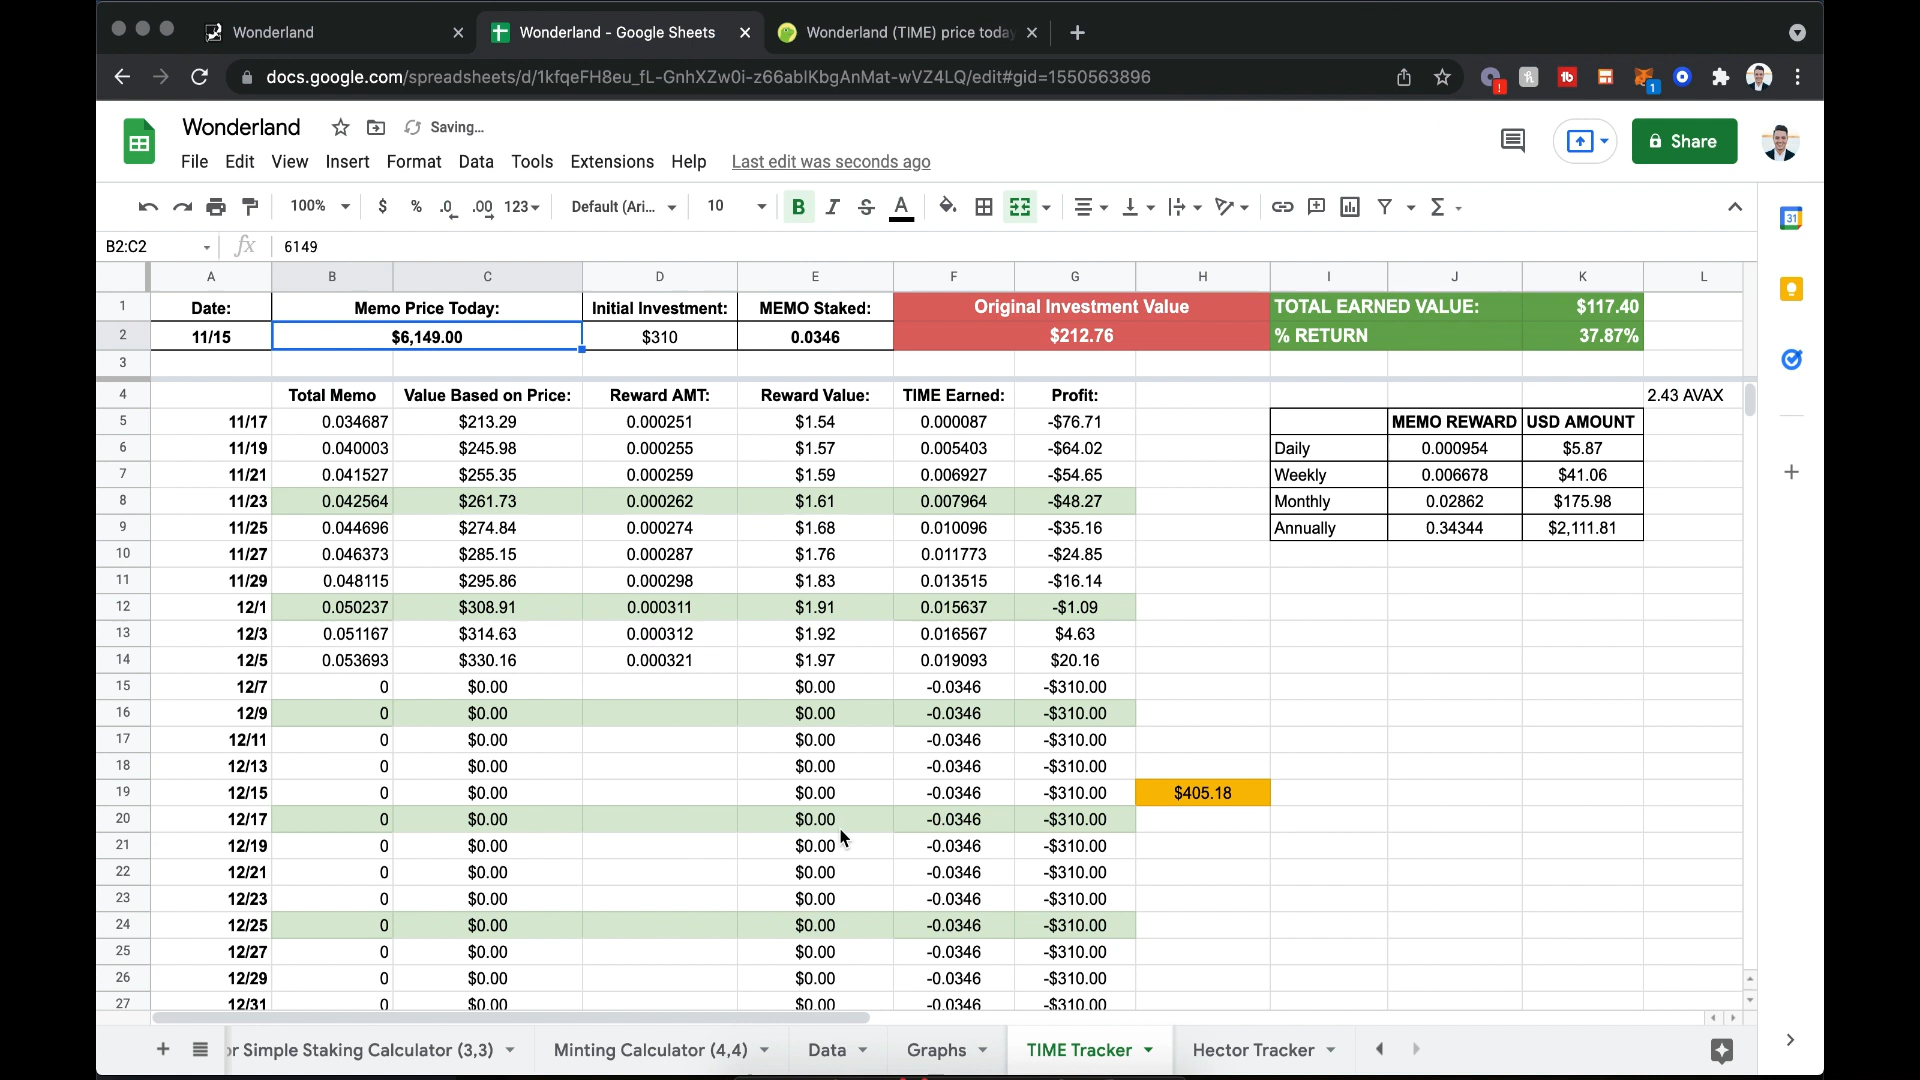 Wonderland
Wonderland - Google Sheets
Wonderland (TIME) price today
docs.google.com/spreadsheets/d/1kfqeFH8eu_fL-GnhXZw0i-z66ablKbgAnMat-wVZ4LQ/edit#gid=1550563896
Wonderland Saving…
File Edit View Insert Format Data Tools Extensions Help Last edit was seconds ago
Share
100% $ % .0 .00 123 Default (Ari... 10 B I S A
31
B2:C2 fx 6149
A B C D E F G H I J K L
1 Date: Memo Price Today: Initial Investment: MEMO Staked: Original Investment Value TOTAL EARNED VALUE: $117.40
2 11/15 $6,149.00 $310 0.0346 $212.76 % RETURN 37.87%
3
4 Total Memo Value Based on Price: Reward AMT: Reward Value: TIME Earned: Profit: 2.43 AVAX
5 11/17 0.034687 $213.29 0.000251 $1.54 0.000087 -$76.71 MEMO REWARD USD AMOUNT
6 11/19 0.040003 $245.98 0.000255 $1.57 0.005403 -$64.02 Daily 0.000954 $5.87
7 11/21 0.041527 $255.35 0.000259 $1.59 0.006927 -$54.65 Weekly 0.006678 $41.06
8 11/23 0.042564 $261.73 0.000262 $1.61 0.007964 -$48.27 Monthly 0.02862 $175.98
9 11/25 0.044696 $274.84 0.000274 $1.68 0.010096 -$35.16 Annually 0.34344 $2,111.81
10 11/27 0.046373 $285.15 0.000287 $1.76 0.011773 -$24.85
11 11/29 0.048115 $295.86 0.000298 $1.83 0.013515 -$16.14
12 12/1 0.050237 $308.91 0.000311 $1.91 0.015637 -$1.09
13 12/3 0.051167 $314.63 0.000312 $1.92 0.016567 $4.63
14 12/5 0.053693 $330.16 0.000321 $1.97 0.019093 $20.16
15 12/7 0 $0.00 $0.00 -0.0346 -$310.00
16 12/9 0 $0.00 $0.00 -0.0346 -$310.00
17 12/11 0 $0.00 $0.00 -0.0346 -$310.00
18 12/13 0 $0.00 $0.00 -0.0346 -$310.00
19 12/15 0 $0.00 $0.00 -0.0346 -$310.00 $405.18
20 12/17 0 $0.00 $0.00 -0.0346 -$310.00
21 12/19 0 $0.00 $0.00 -0.0346 -$310.00
22 12/21 0 $0.00 $0.00 -0.0346 -$310.00
23 12/23 0 $0.00 $0.00 -0.0346 -$310.00
24 12/25 0 $0.00 $0.00 -0.0346 -$310.00
25 12/27 0 $0.00 $0.00 -0.0346 -$310.00
26 12/29 0 $0.00 $0.00 -0.0346 -$310.00
27 12/31 0 $0.00 $0.00 -0.0346 -$310.00
or Simple Staking Calculator (3,3) Minting Calculator (4,4) Data Graphs TIME Tracker Hector Tracker